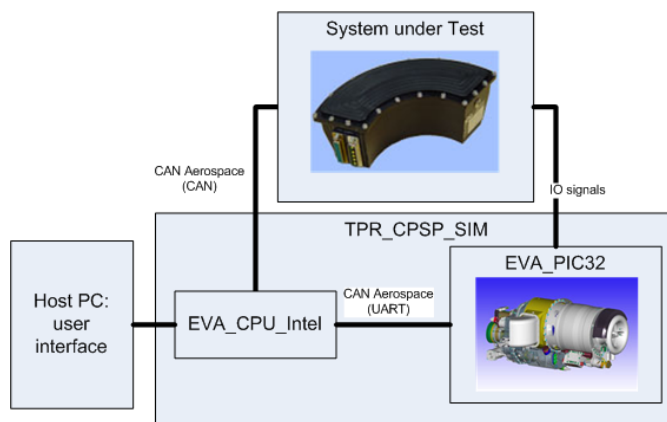 System under Test
CAN Aerospace
(CAN)
IO signals
TPR_CPSP_SIM
EVA_PIC32
Host PC:
user
interface
EVA_CPU_Intel
CAN Aerospace
(UART)